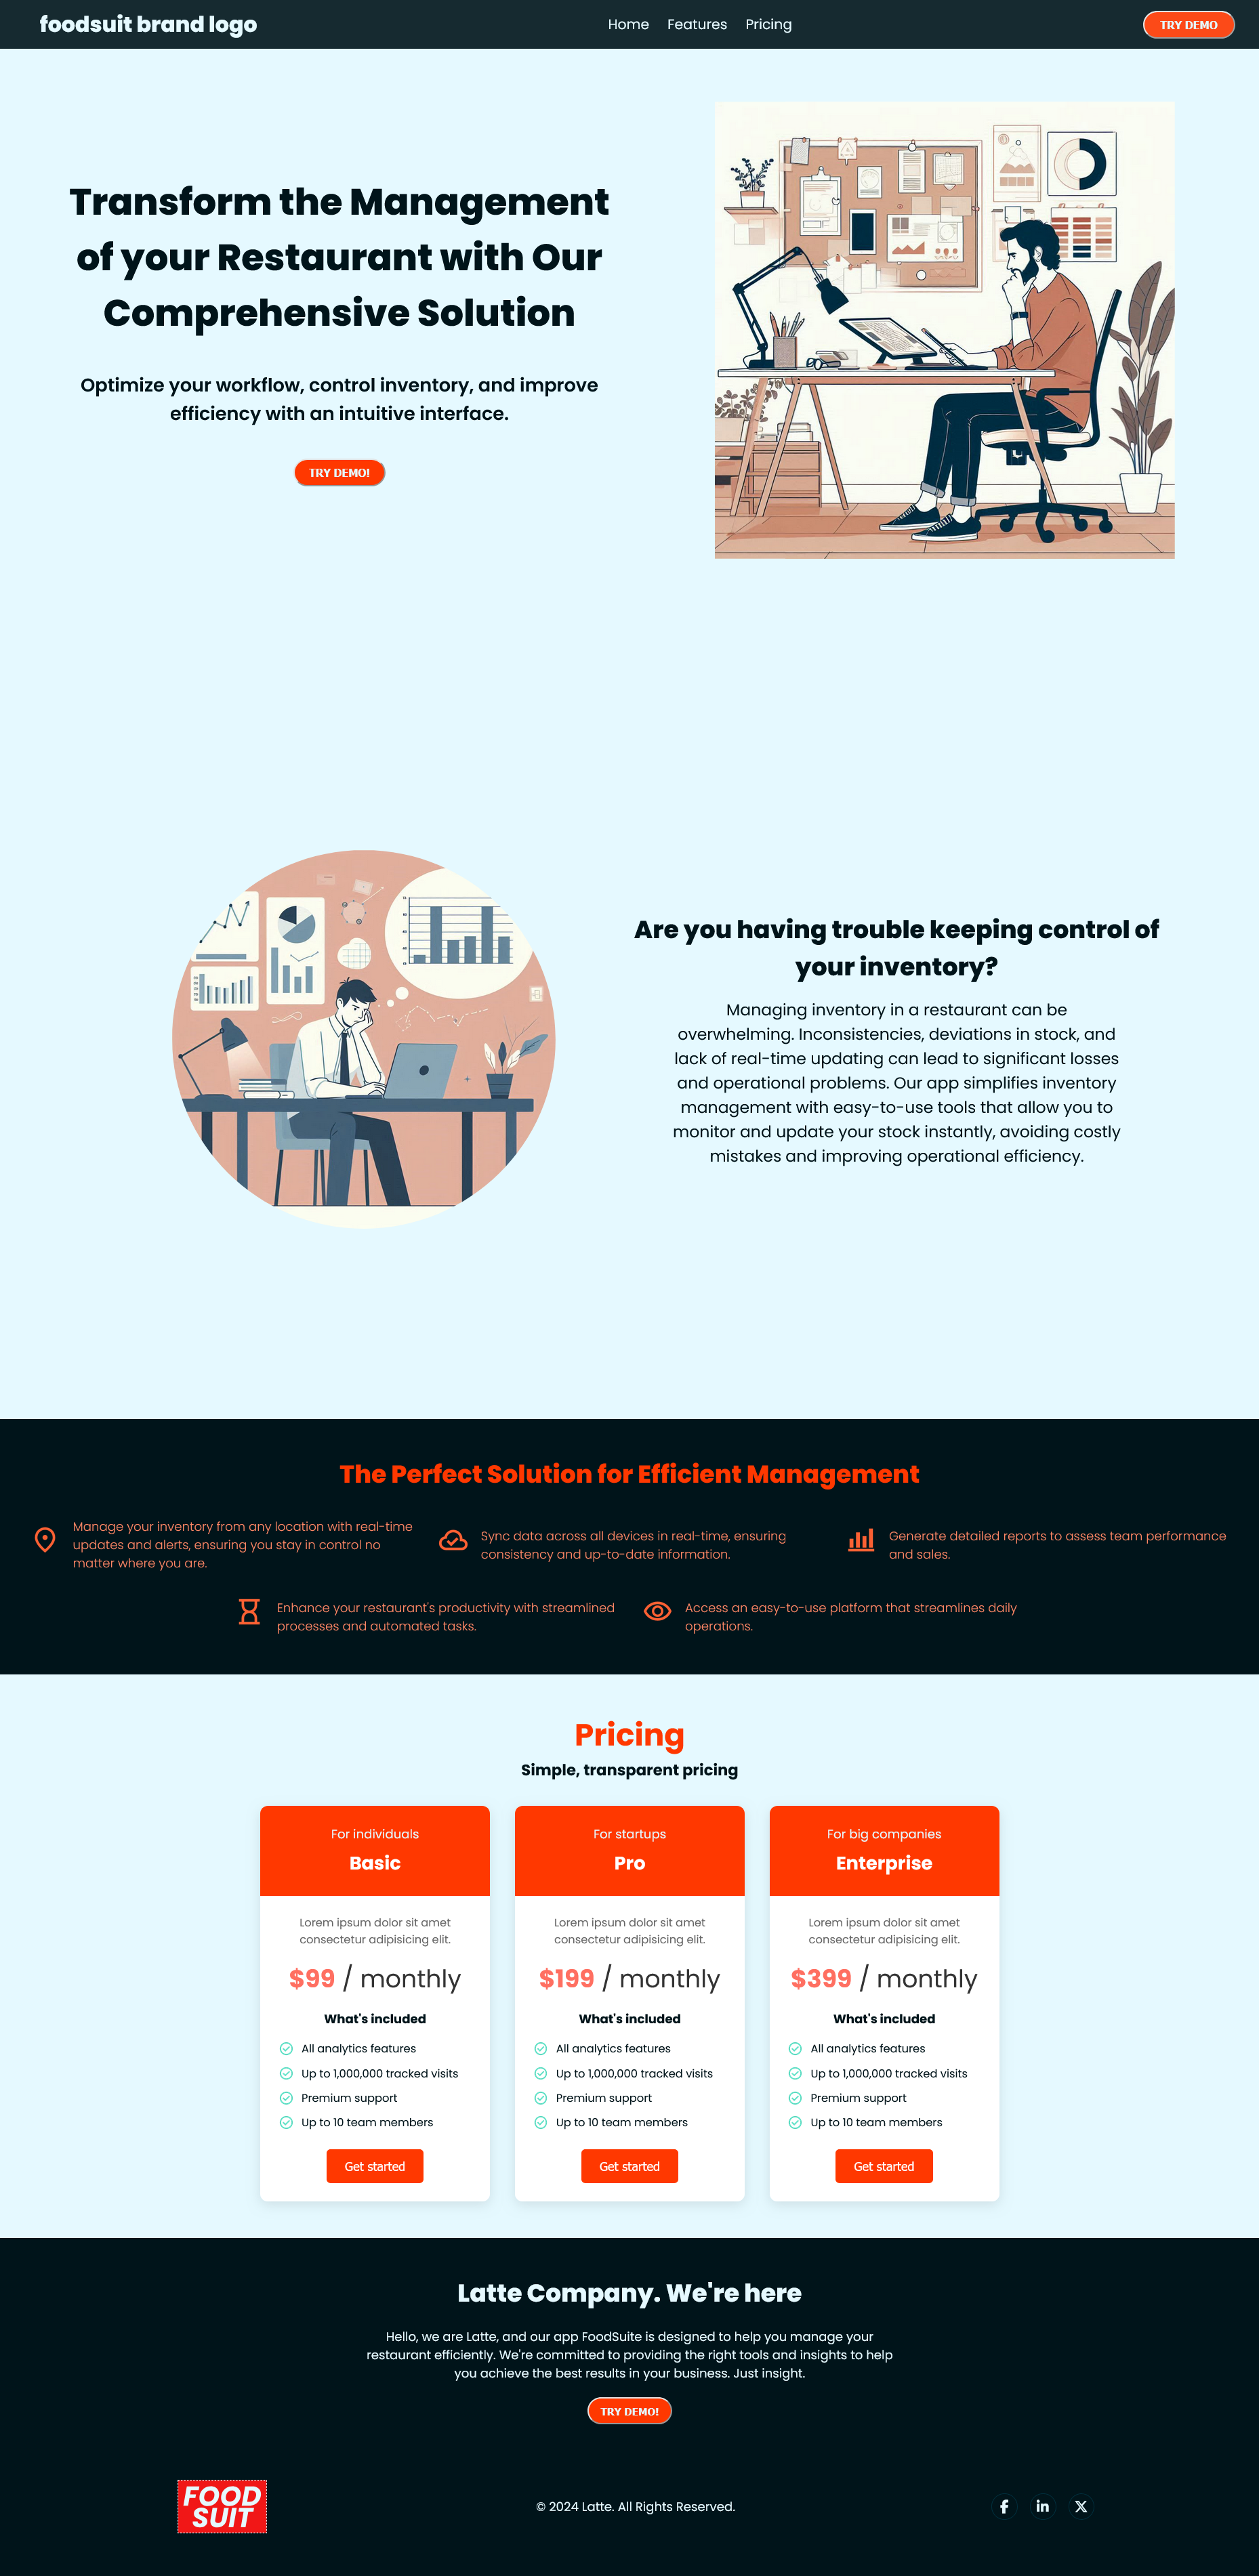 foodsuit brand logo
Home Features Pricing
TRY DEMO
Transform the Management
of your Restaurant with Our
Comprehensive Solution
Optimize your workflow, control inventory, and improve
efficiency with an intuitive interface.
TRY DEMO!
Are you having trouble keeping control of
your inventory?
Managing inventory in a restaurant can be
overwhelming. Inconsistencies, deviations in stock, and
lack of real-time updating can lead to significant losses
and operational problems. Our app simplifies inventory
management with easy-to-use tools that allow you to
monitor and update your stock instantly, avoiding costly
mistakes and improving operational efficiency.
The Perfect Solution for Efficient Management
Manage your inventory from any location with real-time
updates and alerts, ensuring you stay in control no
matter where you are.
Sync data across all devices in real-time, ensuring
consistency and up-to-date information.
Generate detailed reports to assess team performance
and sales.
Enhance your restaurant's productivity with streamlined
processes and automated tasks.
Access an easy-to-use platform that streamlines daily
operations.
Pricing
Simple, transparent pricing
For individuals
Basic
Lorem ipsum dolor sit amet
consectetur adipisicing elit.
$99 / monthly
What's included
All analytics features
Up to 1,000,000 tracked visits
Premium support
Up to 10 team members
Get started
For startups
Pro
Lorem ipsum dolor sit amet
consectetur adipisicing elit.
$199 / monthly
What's included
All analytics features
Up to 1,000,000 tracked visits
Premium support
Up to 10 team members
Get started
For big companies
Enterprise
Lorem ipsum dolor sit amet
consectetur adipisicing elit.
$399 / monthly
What's included
All analytics features
Up to 1,000,000 tracked visits
Premium support
Up to 10 team members
Get started
Latte Company. We're here
Hello, we are Latte, and our app FoodSuite is designed to help you manage your
restaurant efficiently. We're committed to providing the right tools and insights to help
you achieve the best results in your business. Just insight.
TRY DEMO!
FOOD
SUIT
© 2024 Latte. All Rights Reserved.